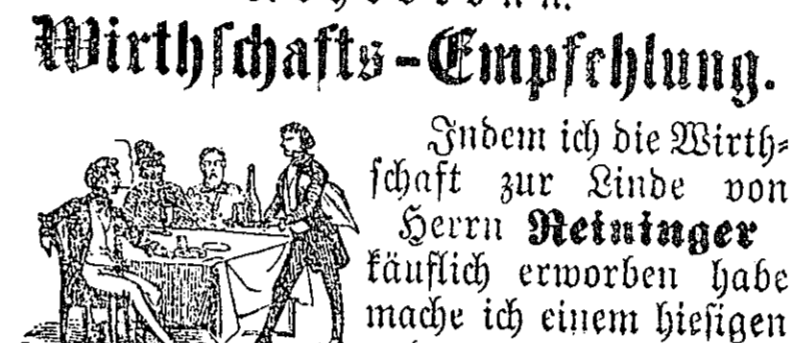 Wirthschafts-Empfehlung.
Indem ich die Wirth-
schaft zur Linde von
Herrn Reininger
käuflich erworben habe
mache ich einem hiesigen